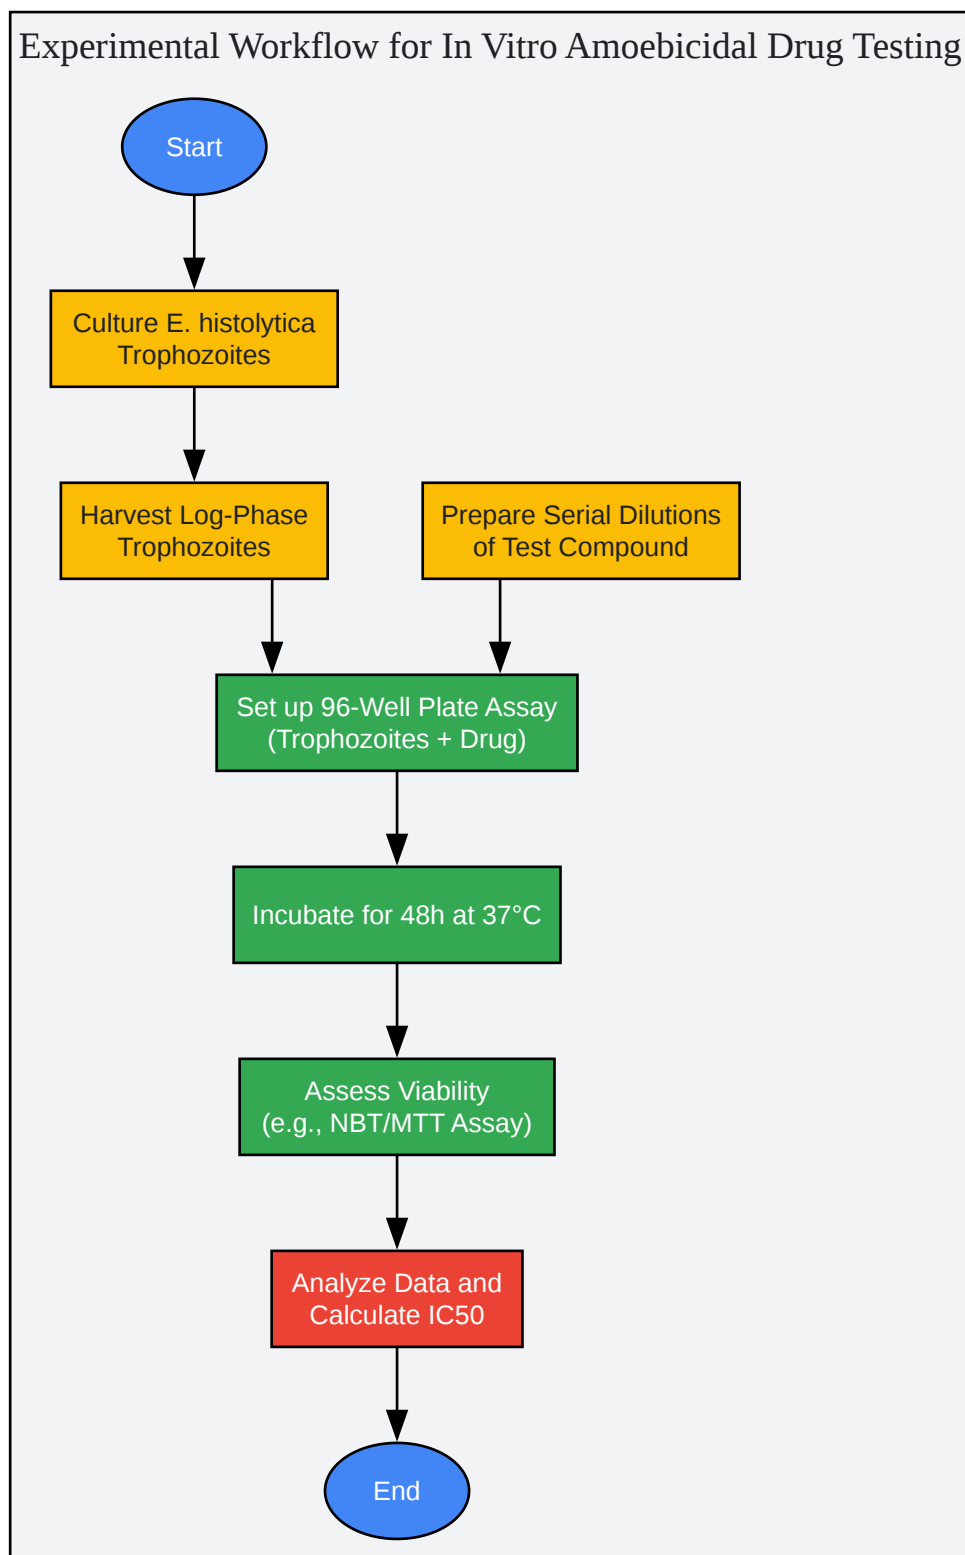 Experimental Workflow for In Vitro Amoebicidal Drug Testing
Start
Culture E. histolytica
Trophozoites
Harvest Log-Phase
Trophozoites
Prepare Serial Dilutions
of Test Compound
Set up 96-Well Plate Assay
(Trophozoites + Drug)
Incubate for 48h at 37°C
Assess Viability
(e.g., NBT/MTT Assay)
Analyze Data and
Calculate IC50
End